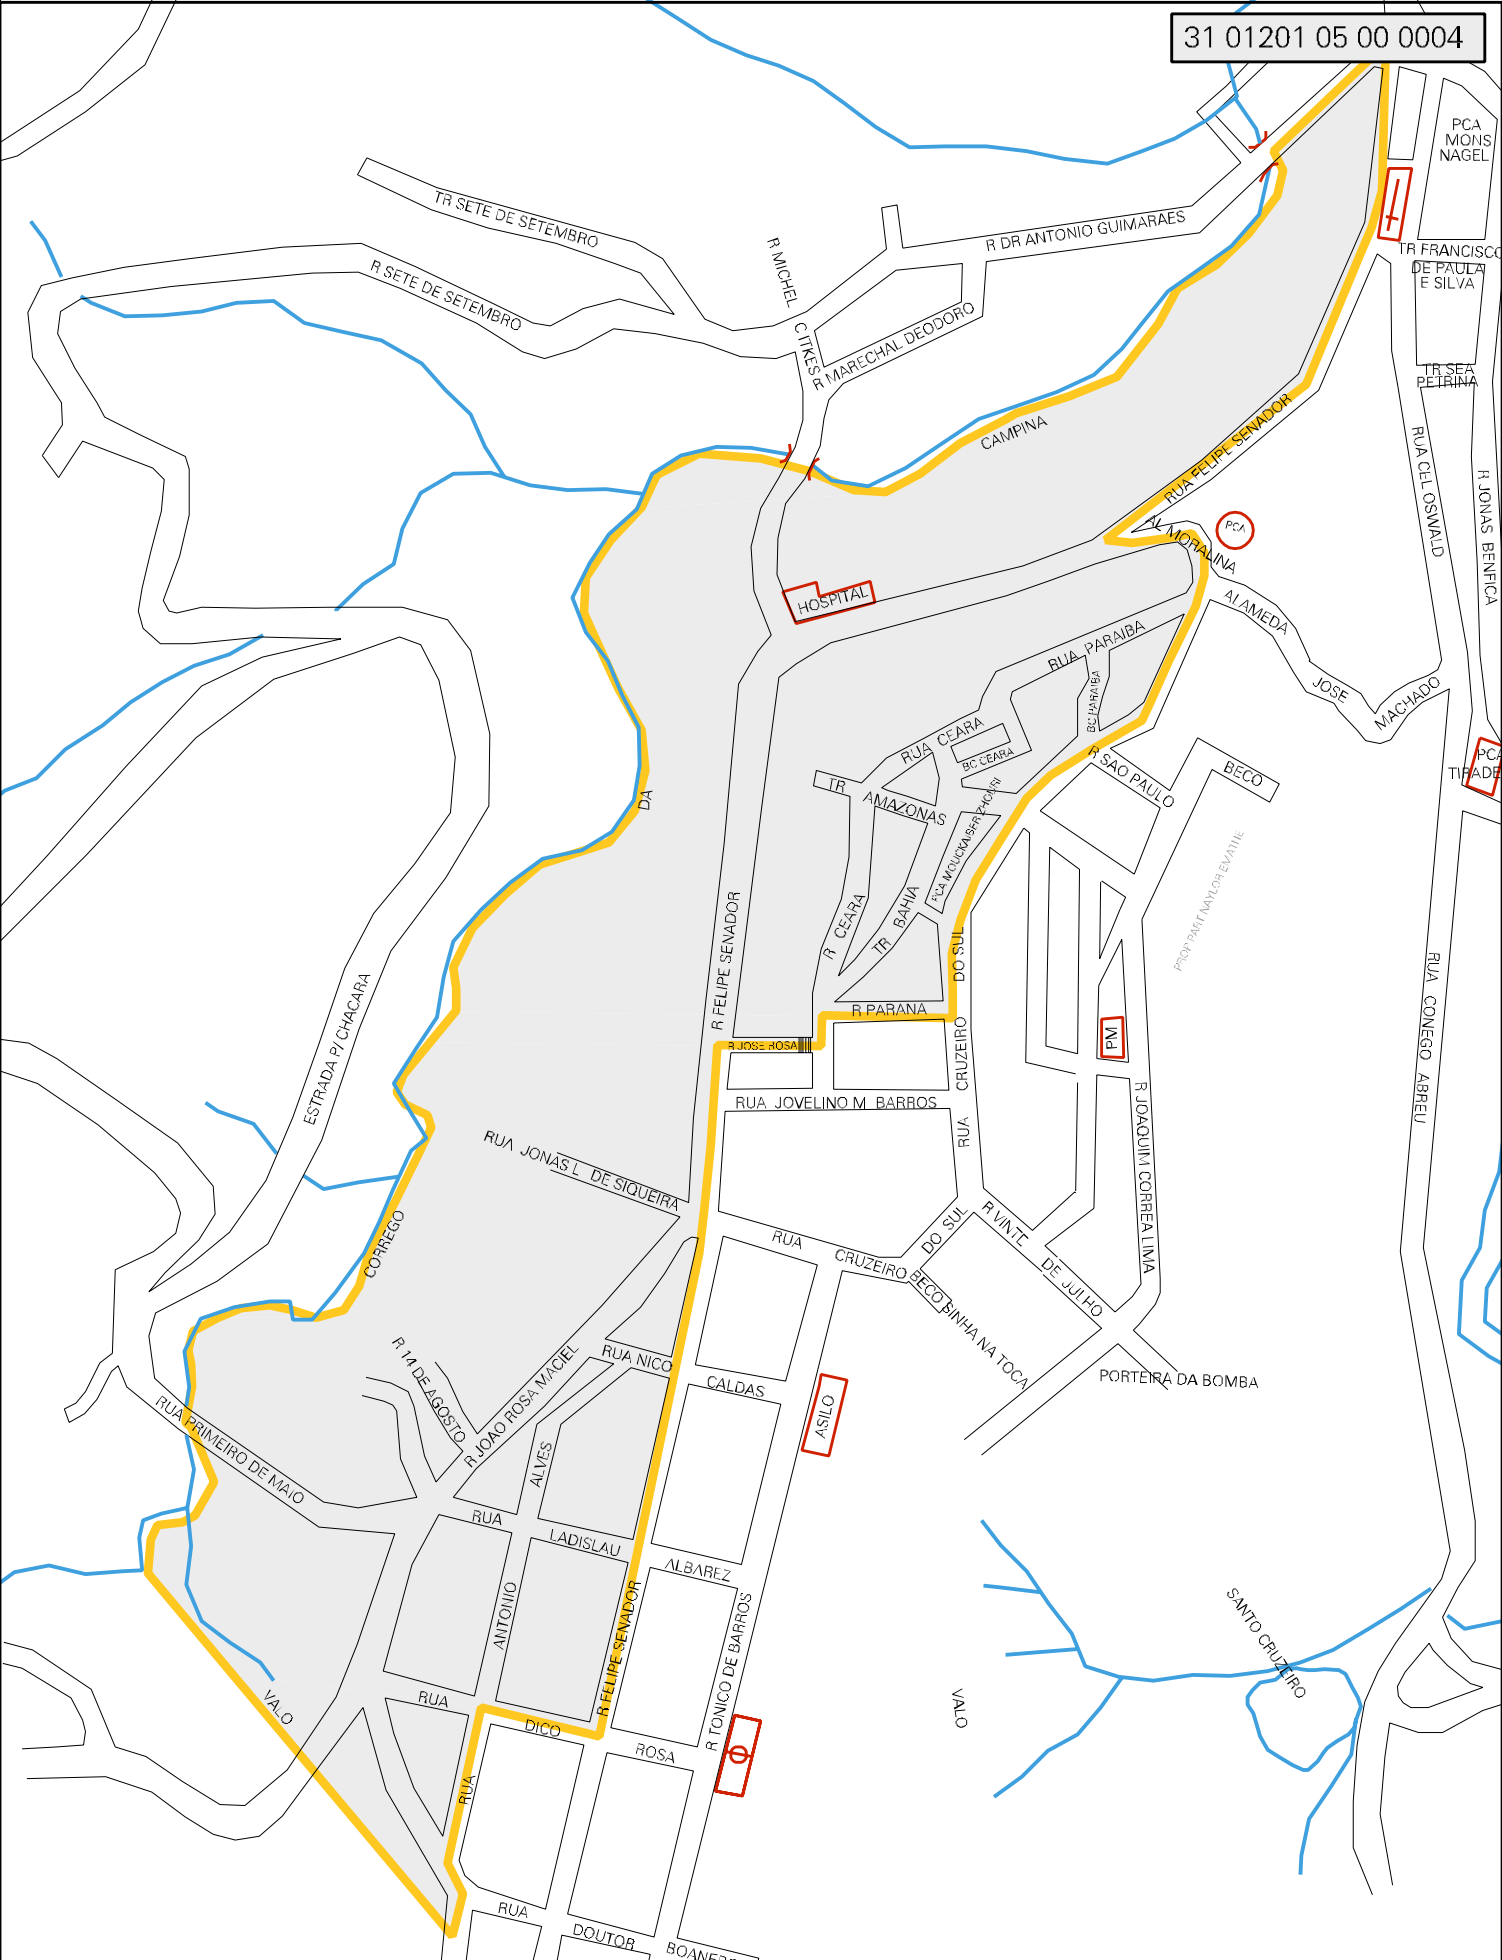 31 01201 05 00 0004
PCA
MONS
NAGEL
TR SETE DE SETEMBRO
R SETE DE SETEMBRO
R MICHEL CITKES
R DR ANTONIO GUIMARAES
R MARECHAL DEODORO
TR FRANCISCO
DE PAULA
E SILVA
TR SEA
PETRINA
CAMPINA
RUA FELIPE SENADOR
RUA CEL OSWALD
R JONAS BENFICA
AL MORALINA
PCA
HOSPITAL
ALAMEDA JOSE MACHADO
RUA PARAIBA
BC PARAIBA
RUA CEARA
BC CEARA
R SAO PAULO
BECO
PCA
TIRADE
TR AMAZONAS
DA
R CEARA
TR BAHIA
R FELIPE SENADOR
RUA CRUZEIRO DO SUL
R PARANA
R JOSE ROSA
RUA JOVELINO M BARROS
PM
RUA CONEGO ABREU
R JOAQUIM CORREA LIMA
ESTRADA P/ CHACARA
RUA JONAS L DE SIQUEIRA
CORREGO
RUA CRUZEIRO DO SUL
R VINTE DE JULHO
BECO SINHA NA TOCA
PORTEIRA DA BOMBA
R 14 DE AGOSTO
R JOAO ROSA MACIEL
RUA NICO
CALDAS
ASILO
RUA PRIMEIRO DE MAIO
ALVES
RUA LADISLAU
ALBAREZ
ANTONIO
R FELIPE SENADOR
R TONICO DE BARROS
SANTO CRUZEIRO
VALO
VALO
RUA
DICO
ROSA
RUA
RUA
DOUTOR